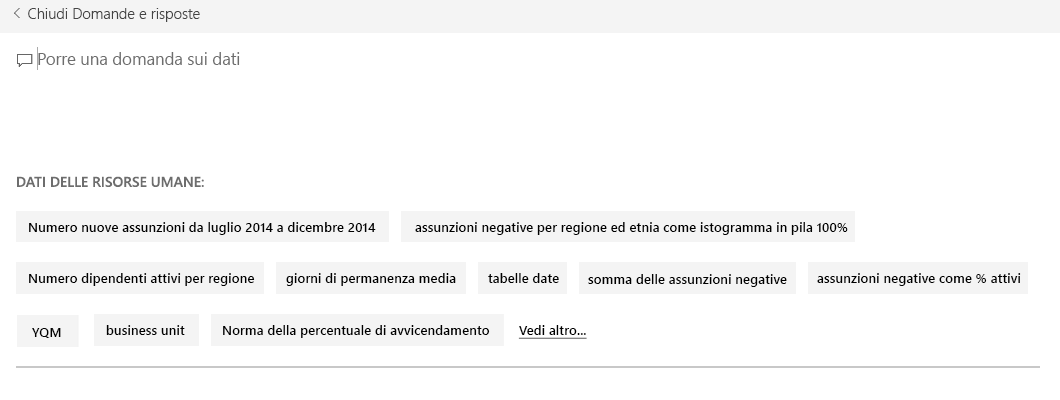 Chiudi Domande e risposte
Porre una domanda sui dati
DATI DELLE RISORSE UMANE:
Numero nuove assunzioni da luglio 2014 a dicembre 2014 assunzioni negative per regione ed etnia come istogramma in pila 100%
Numero dipendenti attivi per regione giorni di permanenza media tabelle date somma delle assunzioni negative assunzioni negative come % attivi
YQM business unit Norma della percentuale di avvicendamento Vedi altro...